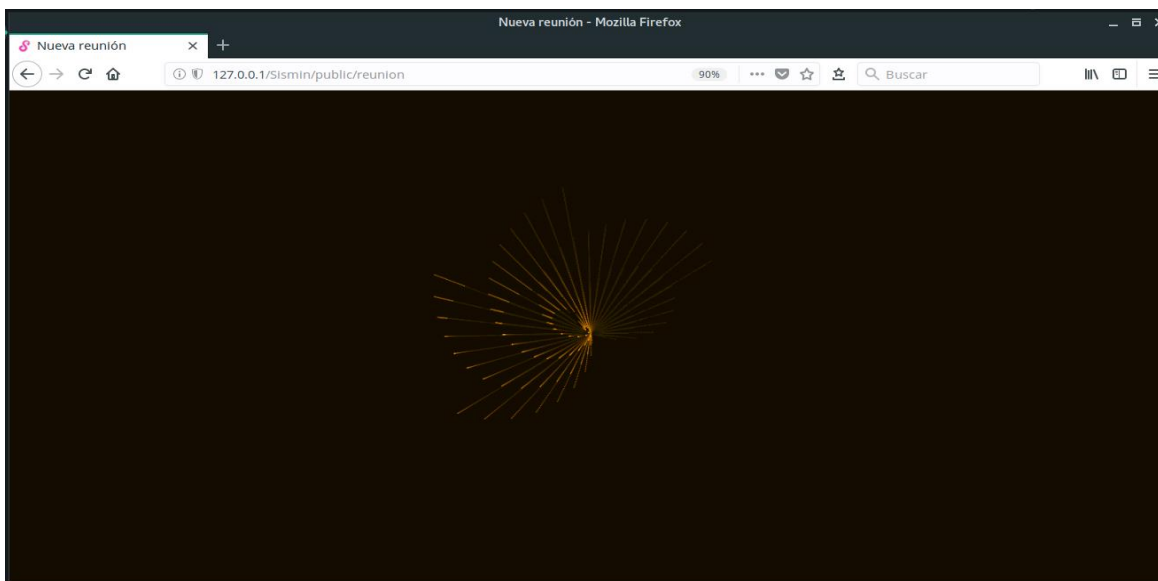 Nueva reunión - Mozilla Firefox
Nueva reunión
127.0.0.1/Sismin/public/reunion
90%
Buscar